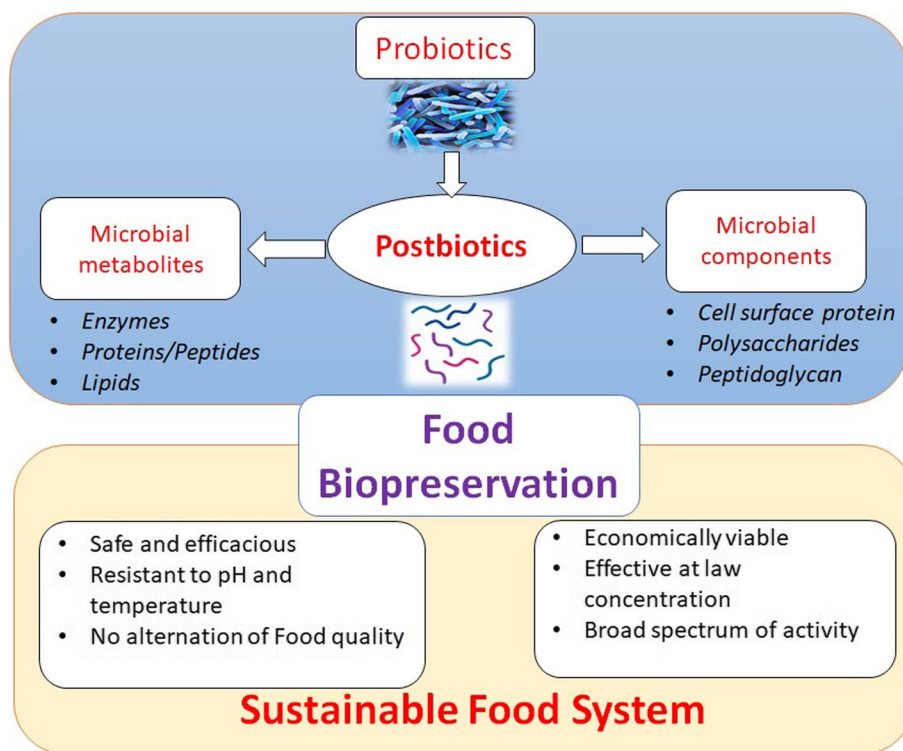 Probiotics
Microbial
metabolites
Postbiotics
Microbial
components
• Enzymes
• Proteins/Peptides
• Lipids
• Cell surface protein
• Polysaccharides
• Peptidoglycan
Food
Biopreservation
• Safe and efficacious
• Resistant to pH and
temperature
• No alternation of Food quality
• Economically viable
• Effective at law
concentration
• Broad spectrum of activity
Sustainable Food System